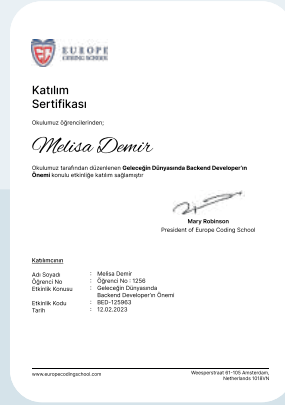 EUROPE
CODING SCHOOL
Katılım
Sertifikası
Okulumuz öğrencilerinden;
Melisa Demir
Okulumuz tarafından düzenlenen Geleceğin Dünyasında Backend Developer'ın
Önemi konulu etkinliğe katılım sağlamıştır
Mary Robinson
President of Europe Coding School
Katılımcının
Adı Soyadı : Melisa Demir
Öğrenci No : Öğrenci No : 1256
Etkinlik Konusu : Geleceğin Dünyasında
Backend Developer'ın Önemi
Etkinlik Kodu : BED-125963
Tarih : 12.02.2023
www.europecodingschool.com
Weesperstraat 61-105 Amsterdam,
Netherlands 1018VN